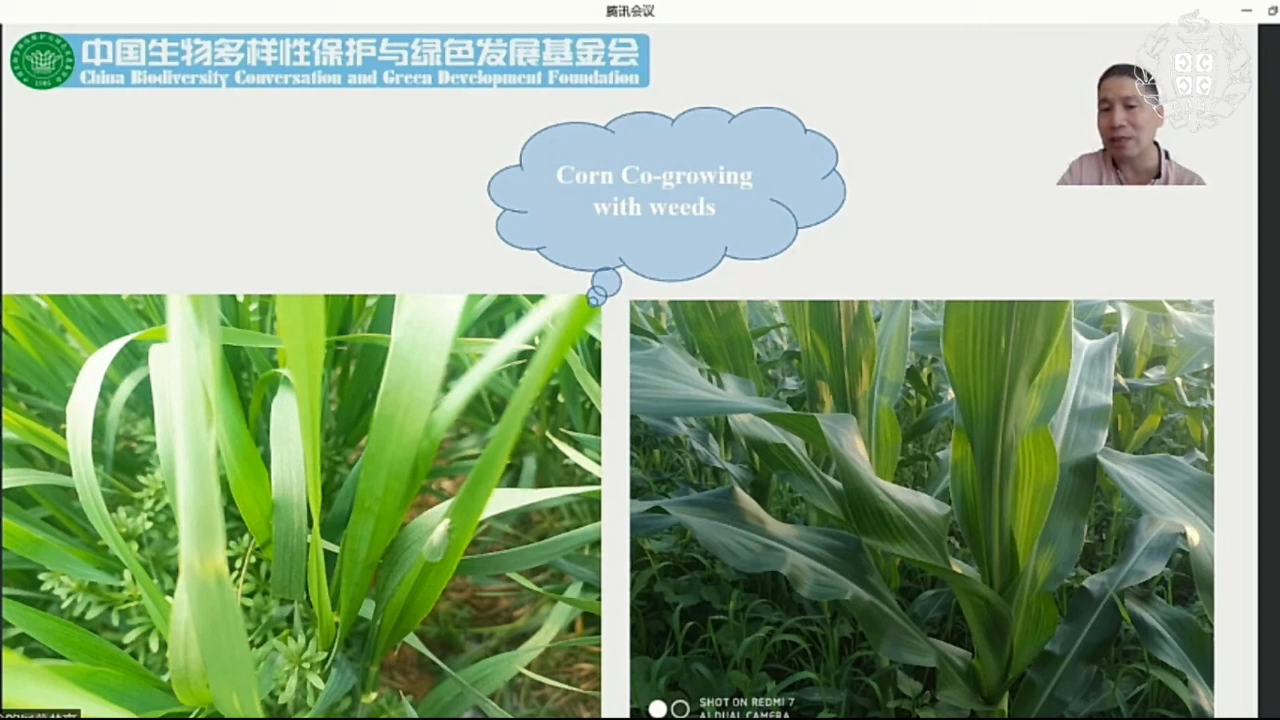 腾讯会议
中国生物多样性保护与绿色发展基金会
China Biodiversity Conversation and Green Development Foundation
Corn Co-growing
with weeds
SHOT ON REDMI 7
AI DUAL CAMERA